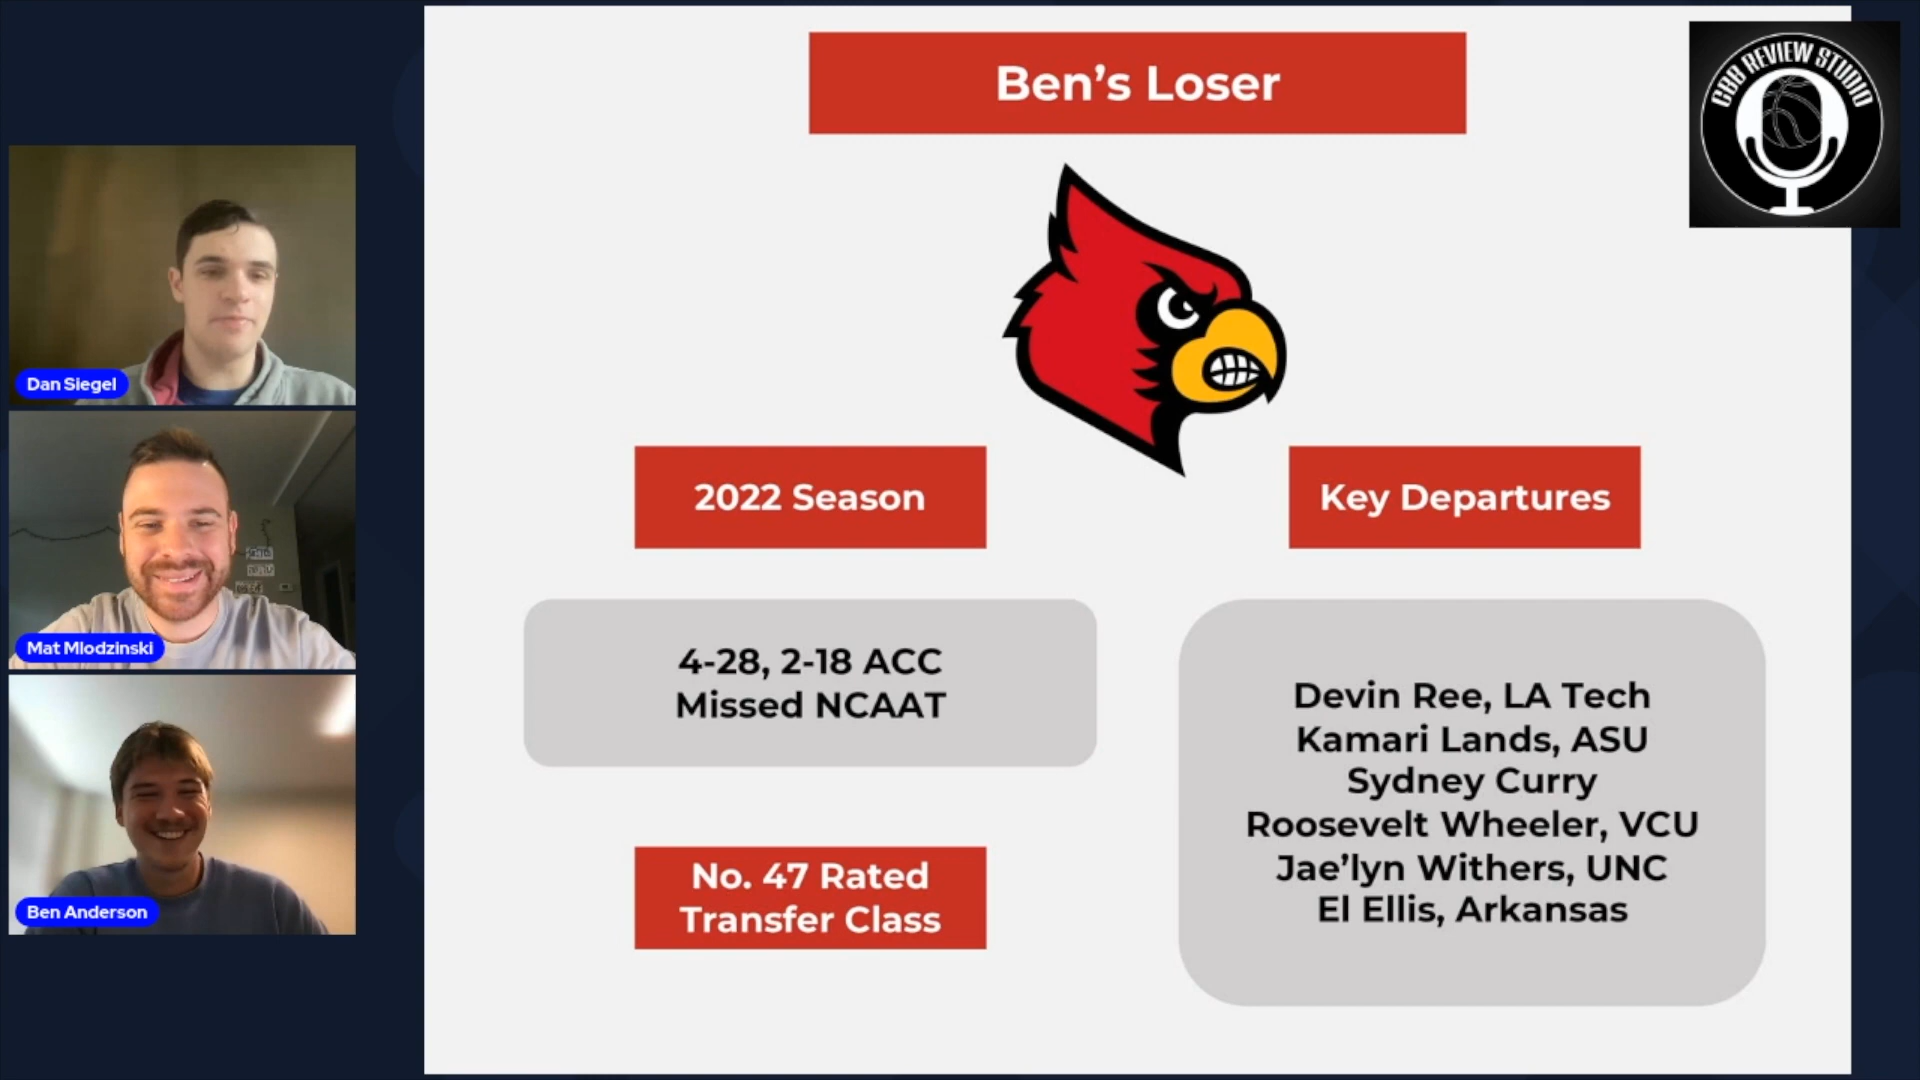 Ben's Loser
CBB REVIEW STUDIO
Dan Siegel
Mat Mlodzinski
Ben Anderson
2022 Season
4-28, 2-18 ACC
Missed NCAAT
No. 47 Rated
Transfer Class
Key Departures
Devin Ree, LA Tech
Kamari Lands, ASU
Sydney Curry
Roosevelt Wheeler, VCU
Jae’lyn Withers, UNC
El Ellis, Arkansas